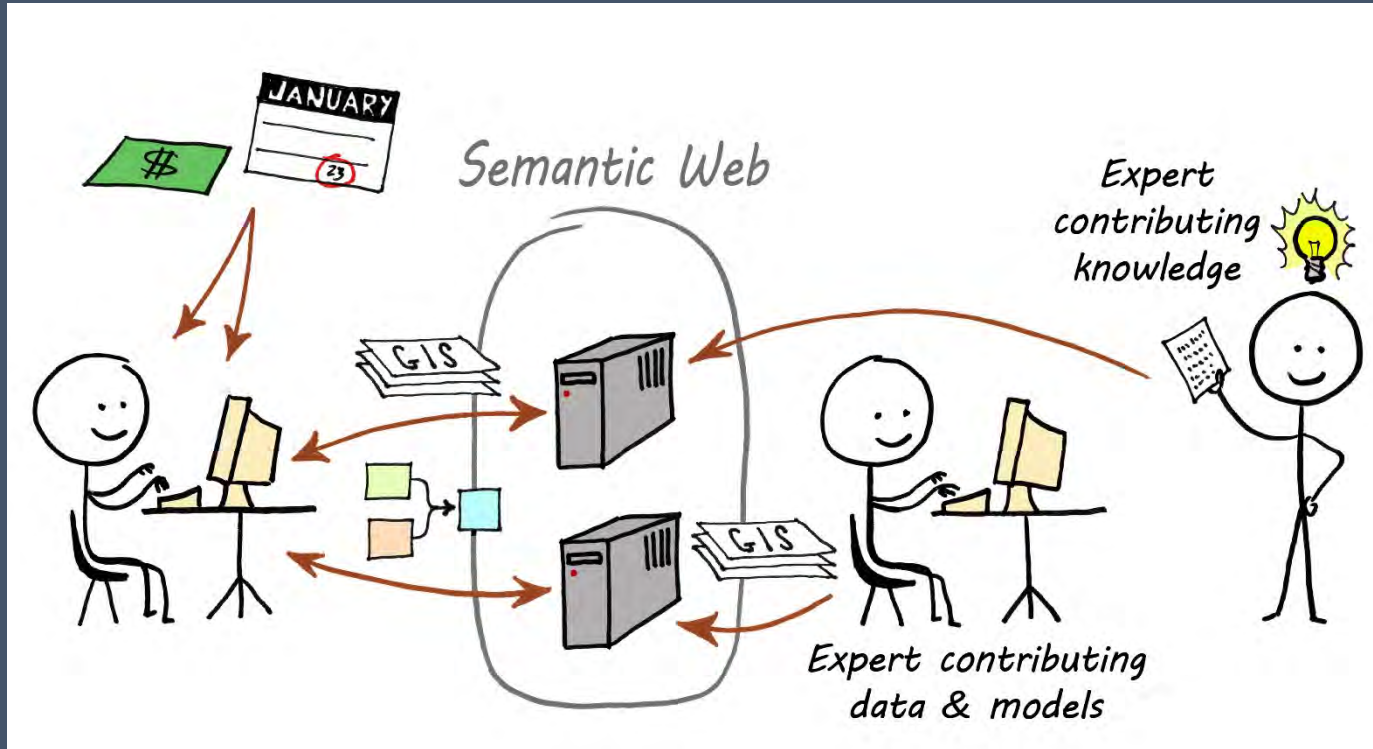 JANUARY
23
$
Semantic Web
Expert
contributing
knowledge
GIS
GIS
Expert contributing
data & models